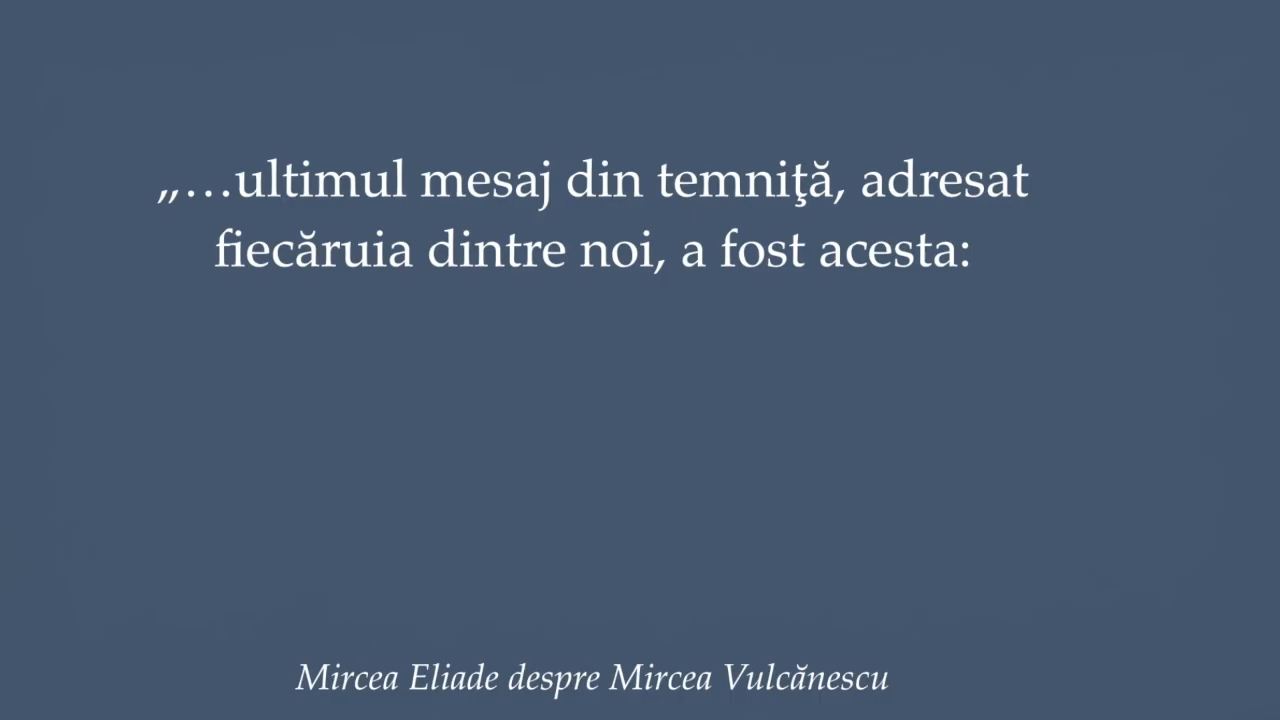 „…ultimul mesaj din temniţă, adresat
fiecăruia dintre noi, a fost acesta:
Mircea Eliade despre Mircea Vulcănescu